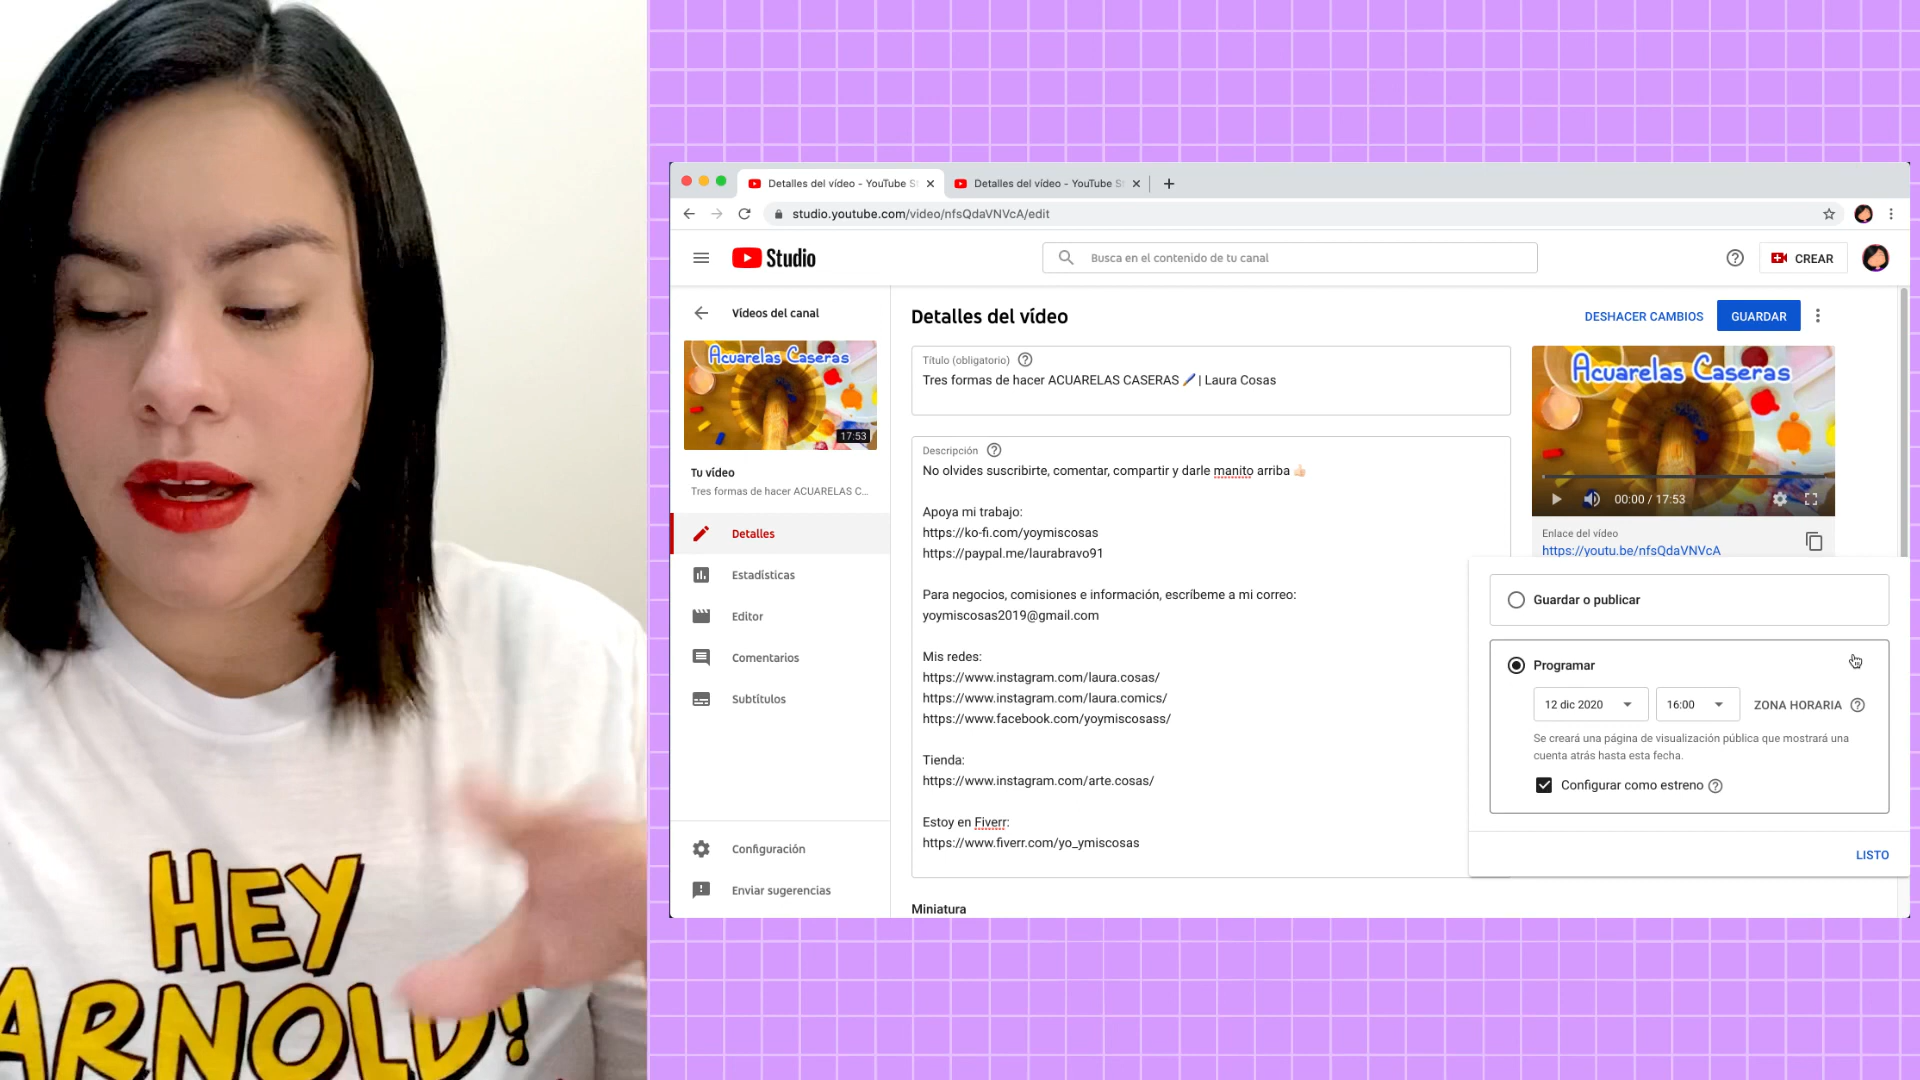 HEY
ARNOLD!
Detalles del vídeo - YouTube S
Detalles del vídeo - YouTube S
studio.youtube.com/video/nfsQdaVNVcA/edit
Studio
Busca en el contenido de tu canal
CREAR
Vídeos del canal
Acuarelas Caseras
17:53
Tu vídeo
Tres formas de hacer ACUARELAS C...
Detalles
Estadísticas
Editor
Comentarios
Subtítulos
Configuración
Enviar sugerencias
Detalles del vídeo
DESHACER CAMBIOS
GUARDAR
Título (obligatorio)
Tres formas de hacer ACUARELAS CASERAS 🖌️ | Laura Cosas
Descripción
No olvides suscribirte, comentar, compartir y darle manito arriba 👍🏻
Apoya mi trabajo:
https://ko-fi.com/yoymiscosas
https://paypal.me/laurabravo91
Para negocios, comisiones e información, escríbeme a mi correo:
yoymiscosas2019@gmail.com
Mis redes:
https://www.instagram.com/laura.cosas/
https://www.instagram.com/laura.comics/
https://www.facebook.com/yoymiscosass/
Tienda:
https://www.instagram.com/arte.cosas/
Estoy en Fiverr:
https://www.fiverr.com/yo_ymiscosas
Miniatura
Acuarelas Caseras
00:00 / 17:53
Enlace del vídeo
https://youtu.be/nfsQdaVNVcA
Guardar o publicar
Programar
12 dic 2020
16:00
ZONA HORARIA
Se creará una página de visualización pública que mostrará una
cuenta atrás hasta esta fecha.
Configurar como estreno
LISTO